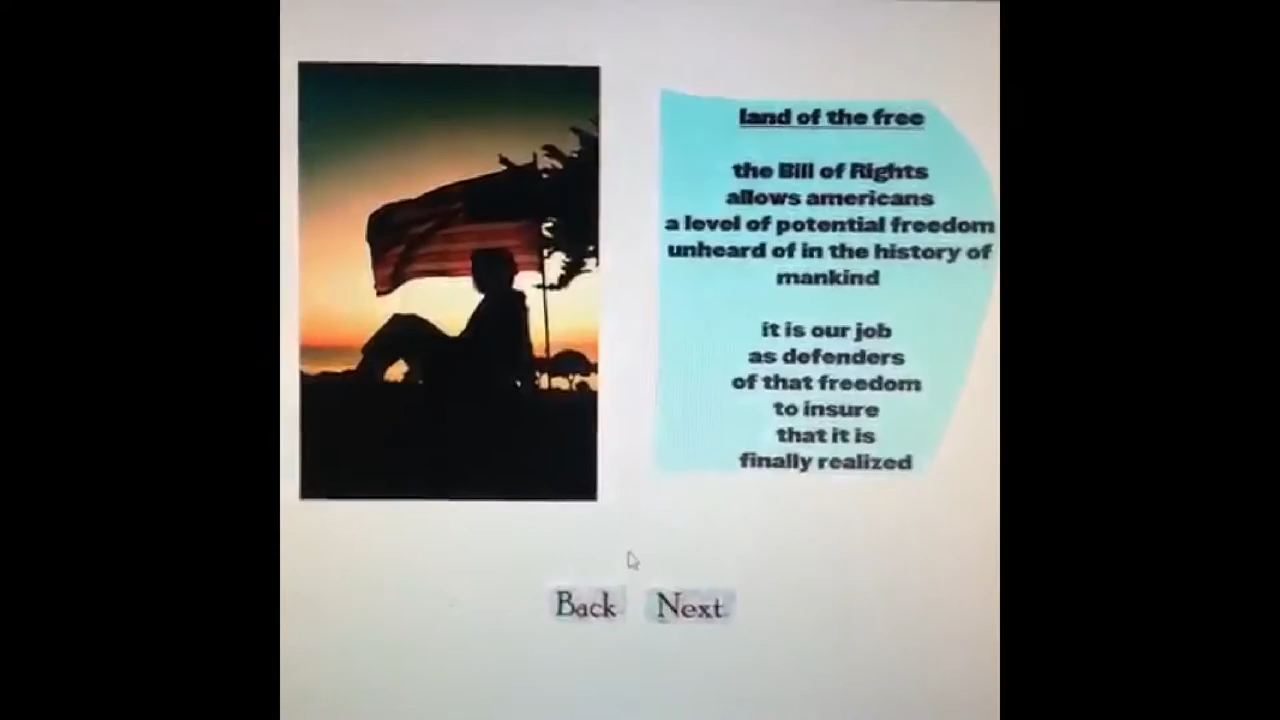 land of the free
the Bill of Rights
allows americans
a level of potential freedom
unheard of in the history of
mankind
it is our job
as defenders
of that freedom
to insure
that it is
finally realized
Back Next